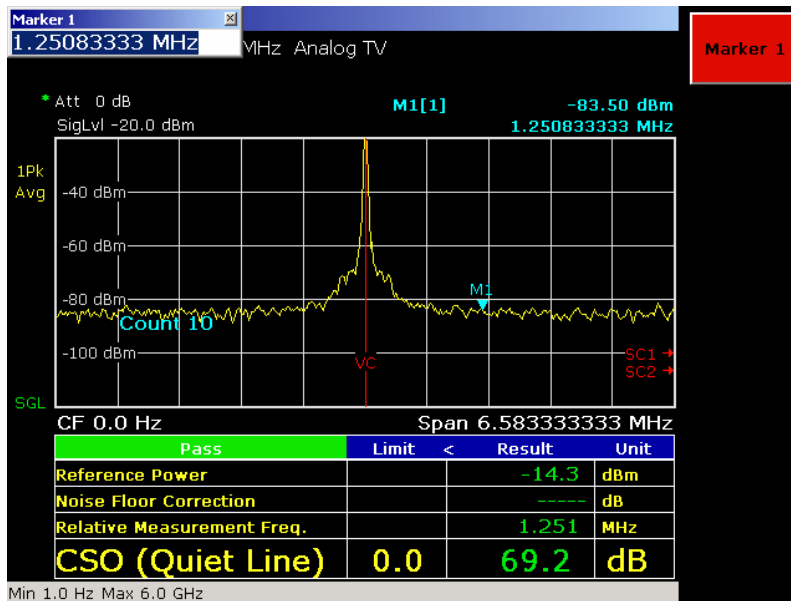 Marker 1
1.25083333 MHz
MHz Analog TV
Marker 1
* Att 0 dB
SigLvl -20.0 dBm
M1[1] -83.50 dBm
1.250833333 MHz
1Pk
Avg
-40 dBm
-60 dBm
-80 dBm
M1
Count 10
-100 dBm
VC
SC1
SC2
SGL
CF 0.0 Hz Span 6.583333333 MHz
Pass Limit < Result Unit
Reference Power -14.3 dBm
Noise Floor Correction ----- dB
Relative Measurement Freq. 1.251 MHz
CSO (Quiet Line) 0.0 69.2 dB
Min 1.0 Hz Max 6.0 GHz